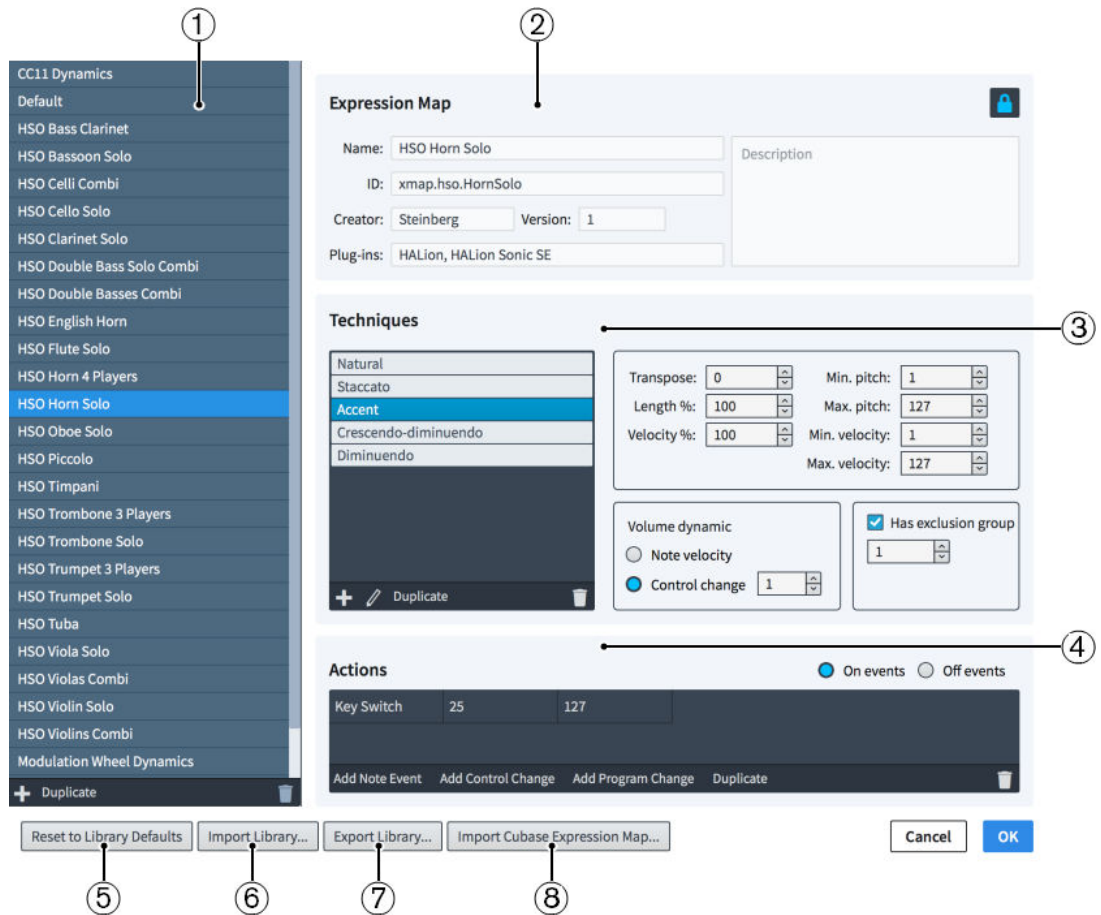 ① ②
CC11 Dynamics
Default
HSO Bass Clarinet
HSO Bassoon Solo
HSO Celli Combi
HSO Cello Solo
HSO Clarinet Solo
HSO Double Bass Solo Combi
HSO Double Basses Combi
HSO English Horn
HSO Flute Solo
HSO Horn 4 Players
HSO Horn Solo
HSO Oboe Solo
HSO Piccolo
HSO Timpani
HSO Trombone 3 Players
HSO Trombone Solo
HSO Trumpet 3 Players
HSO Trumpet Solo
HSO Tuba
HSO Viola Solo
HSO Violas Combi
HSO Violin Solo
HSO Violins Combi
Modulation Wheel Dynamics
Duplicate
Expression Map
Name: HSO Horn Solo
Description
ID: xmap.hso.HornSolo
Creator: Steinberg Version: 1
Plug-ins: HALion, HALion Sonic SE
Techniques
③
Natural
Staccato
Accent
Crescendo-diminuendo
Diminuendo
Duplicate
Transpose: 0 Min. pitch: 1
Length %: 100 Max. pitch: 127
Velocity %: 100 Min. velocity: 1
Max. velocity: 127
Volume dynamic
Note velocity
Control change 1
Has exclusion group
1
④
Actions
On events Off events
Key Switch 25 127
Add Note Event Add Control Change Add Program Change Duplicate
Reset to Library Defaults Import Library... Export Library... Import Cubase Expression Map... Cancel OK
⑤ ⑥ ⑦ ⑧